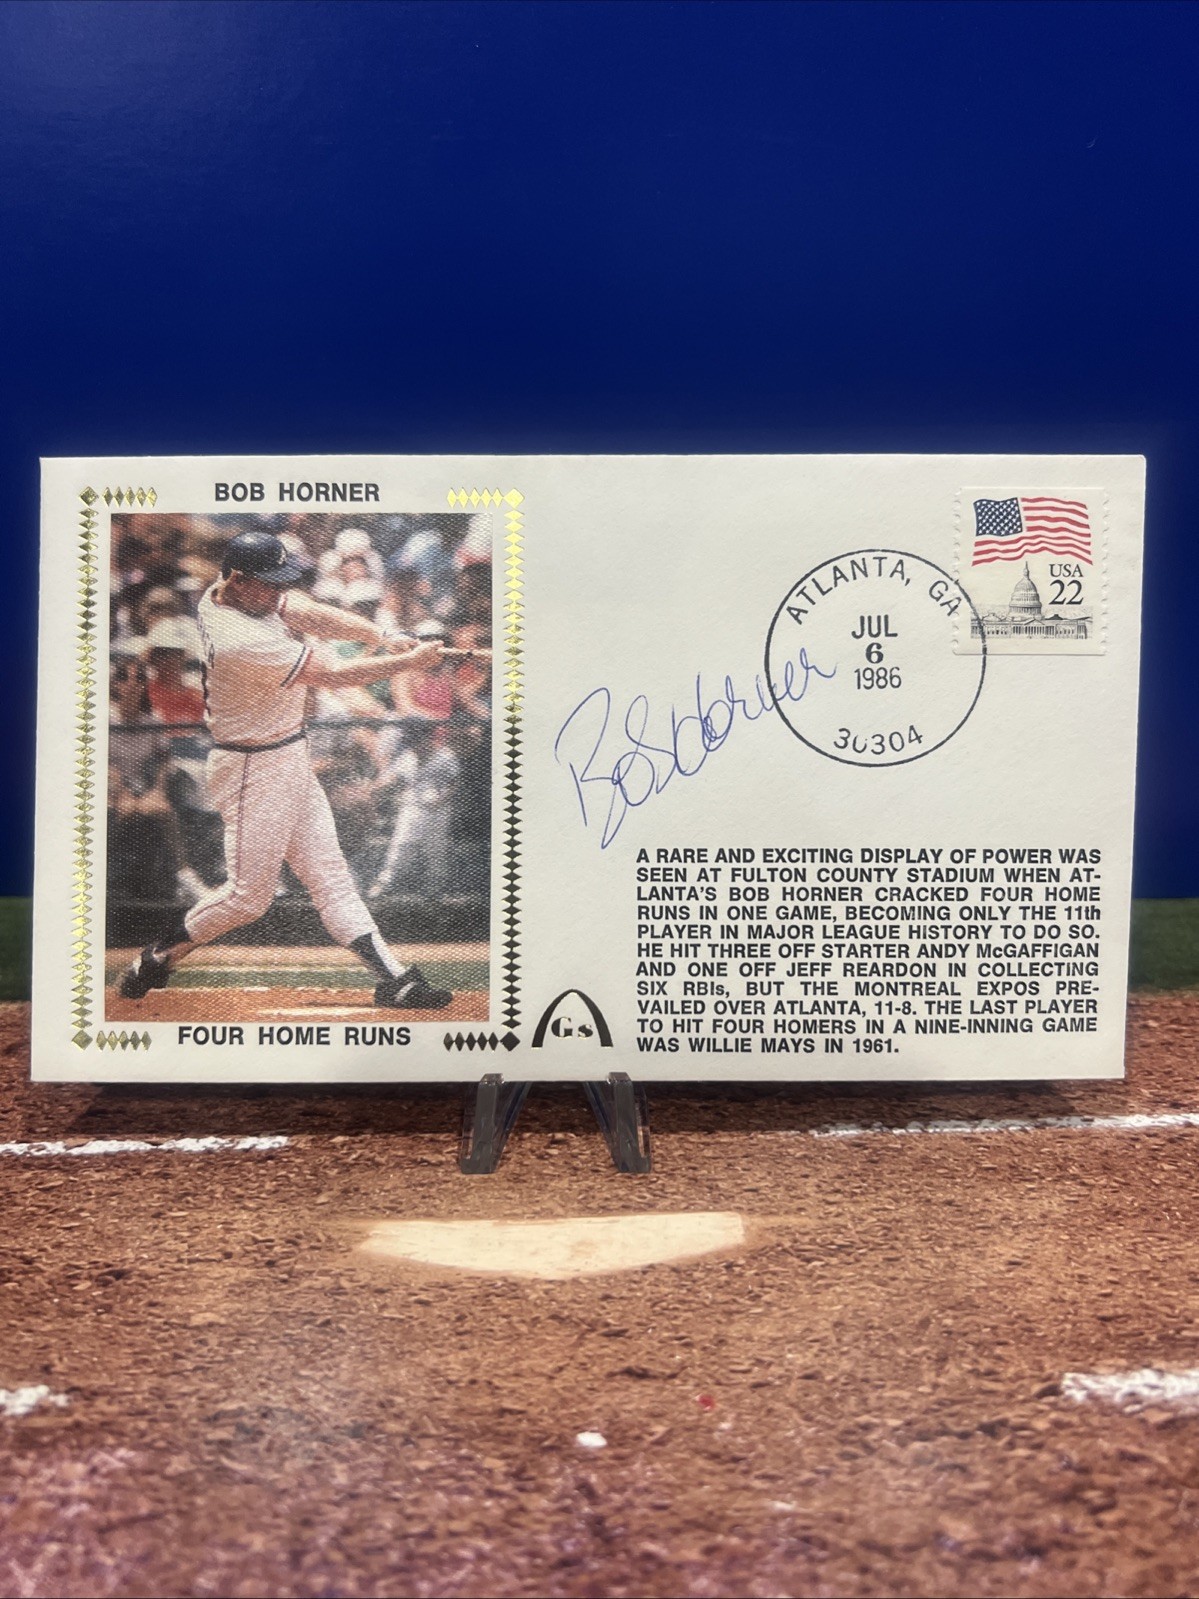 BOB HORNER
FOUR HOME RUNS
USA
22
ATLANTA, GA
JUL
6
1986
30304
Bob Horner
A RARE AND EXCITING DISPLAY OF POWER WAS
SEEN AT FULTON COUNTY STADIUM WHEN AT-
LANTA'S BOB HORNER CRACKED FOUR HOME
RUNS IN ONE GAME, BECOMING ONLY THE 11th
PLAYER IN MAJOR LEAGUE HISTORY TO DO SO.
HE HIT THREE OFF STARTER ANDY McGAFFIGAN
AND ONE OFF JEFF REARDON IN COLLECTING
SIX RBIs, BUT THE MONTREAL EXPOS PRE-
VAILED OVER ATLANTA, 11-8. THE LAST PLAYER
TO HIT FOUR HOMERS IN A NINE-INNING GAME
WAS WILLIE MAYS IN 1961.
Gs